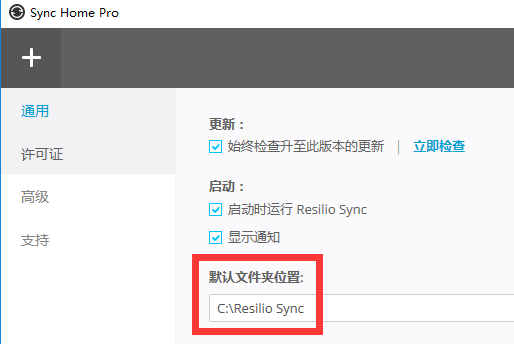 Sync Home Pro
通用
许可证
高级
支持
更新：
始终检查升至此版本的更新 | 立即检查
启动：
启动时运行 Resilio Sync
显示通知
默认文件夹位置:
C:\Resilio Sync